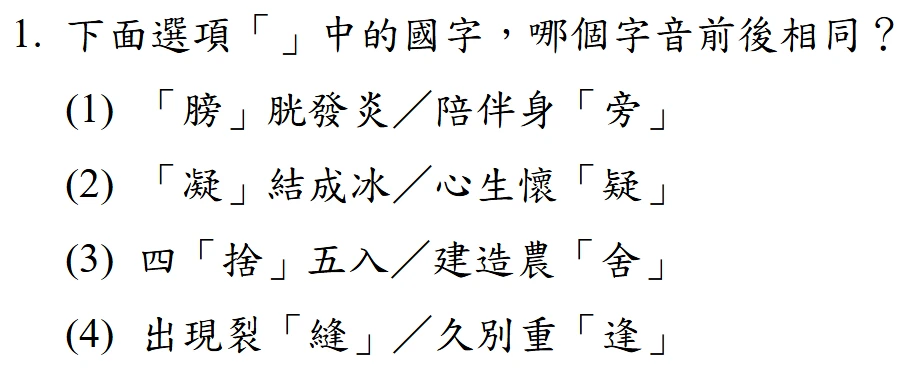 1. 下面選項「」中的國字，哪個字音前後相同？
(1) 「膀」胱發炎／陪伴身「旁」
(2) 「凝」結成冰／心生懷「疑」
(3) 四「捨」五入／建造農「舍」
(4) 出現裂「縫」／久別重「逢」